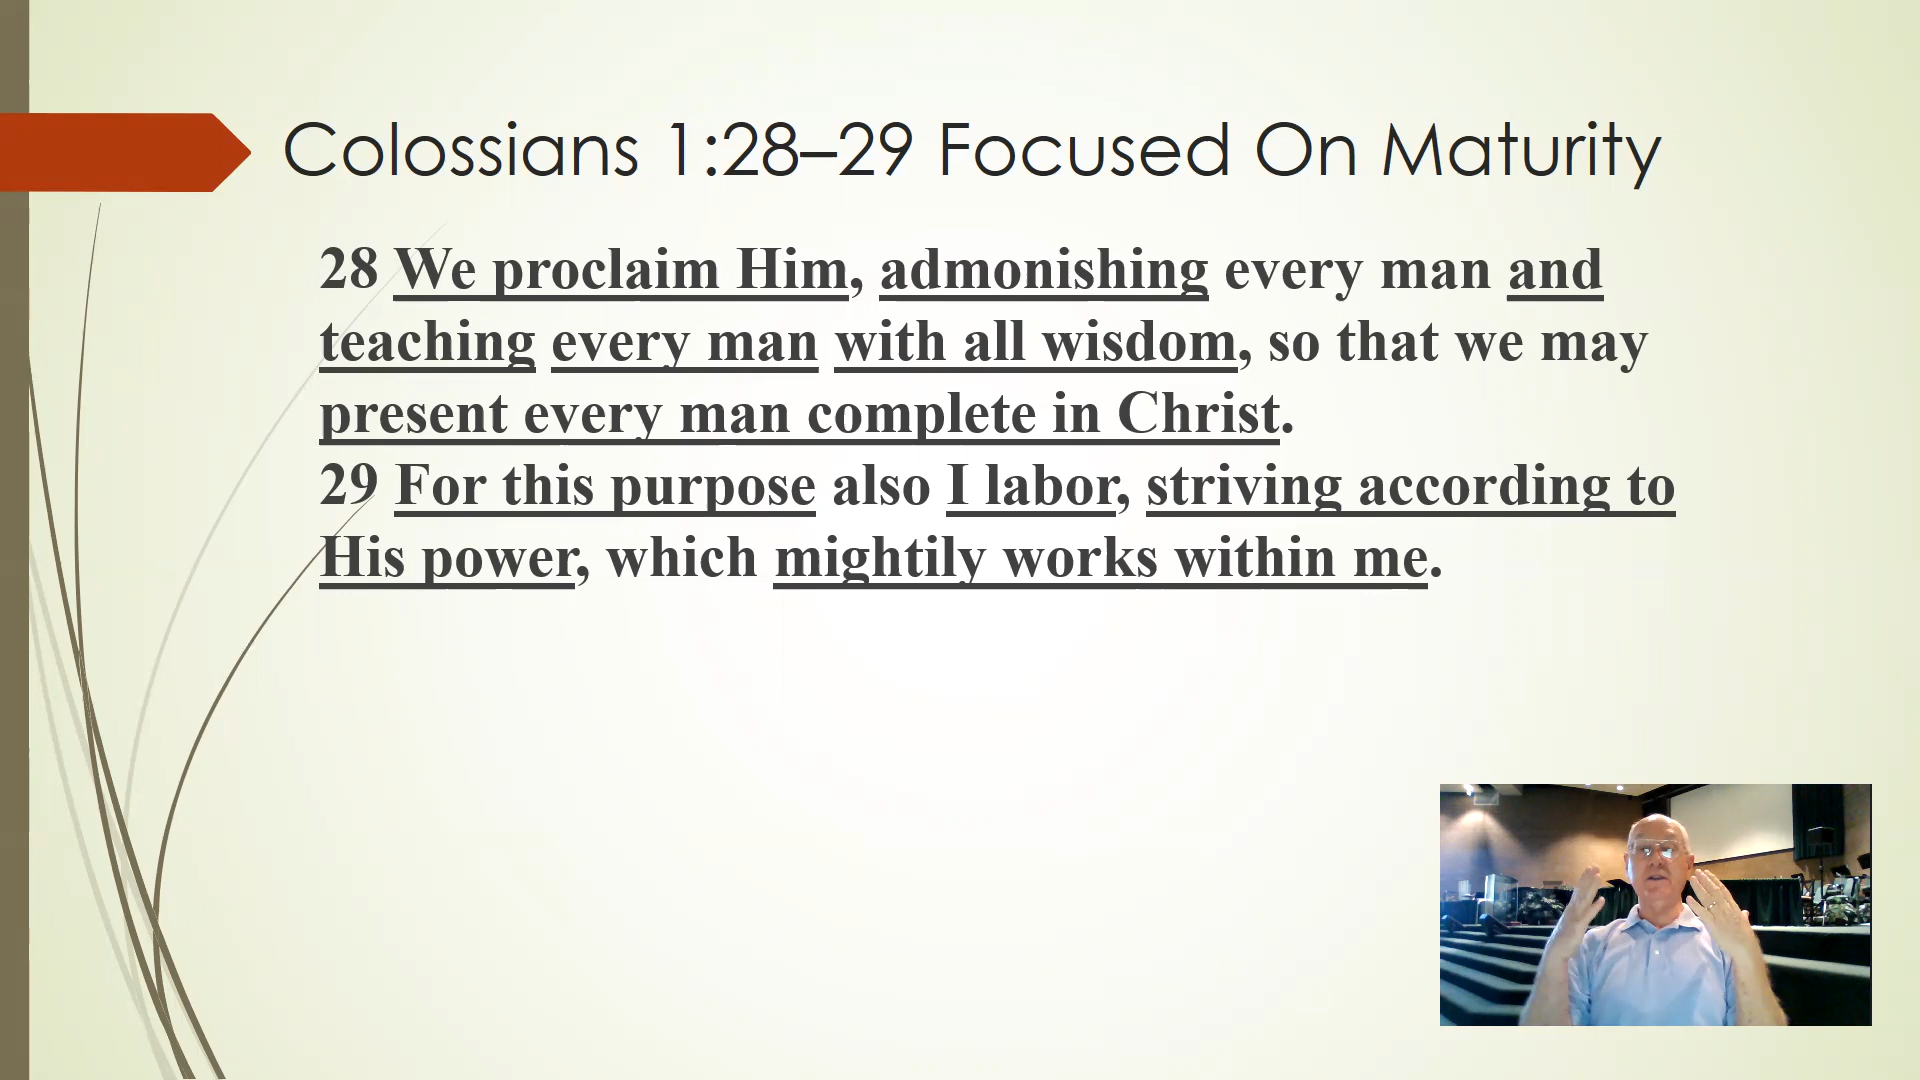 Colossians 1:28–29 Focused On Maturity
28 We proclaim Him, admonishing every man and
teaching every man with all wisdom, so that we may
present every man complete in Christ.
29 For this purpose also I labor, striving according to
His power, which mightily works within me.